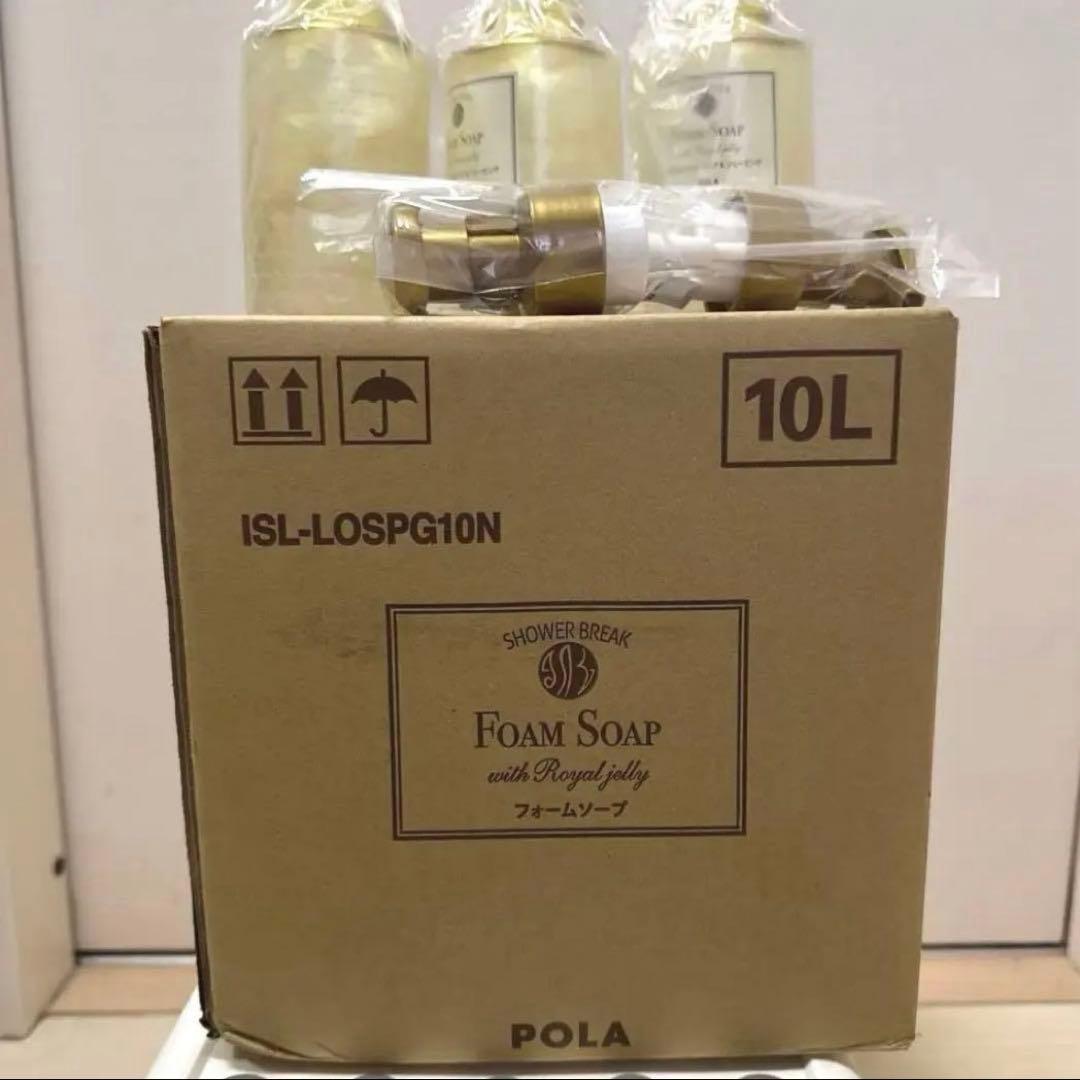 SOAP
FOAM SOAP
10L
ISL-LOSPG10N
SHOWER BREAK
FOAM SOAP
with Royal jelly
フォームソープ
POLA